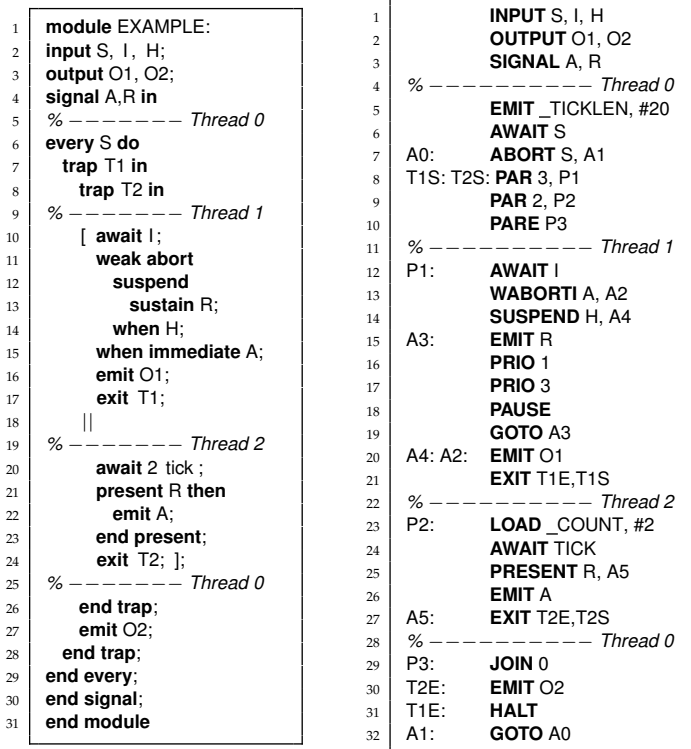 1 module EXAMPLE:
2 input S, I, H;
3 output O1, O2;
4 signal A,R in
5 % −−−−−−− Thread 0
6 every S do
7 trap T1 in
8 trap T2 in
9 % −−−−−−− Thread 1
10 [ await I;
11 weak abort
12 suspend
13 sustain R;
14 when H;
15 when immediate A;
16 emit O1;
17 exit T1;
18 ||
19 % −−−−−−− Thread 2
20 await 2 tick ;
21 present R then
22 emit A;
23 end present;
24 exit T2; ];
25 % −−−−−−− Thread 0
26 end trap;
27 emit O2;
28 end trap;
29 end every;
30 end signal;
31 end module
1 INPUT S, I, H
2 OUTPUT O1, O2
3 SIGNAL A, R
4 % −−−−−−−−−− Thread 0
5 EMIT _TICKLEN, #20
6 AWAIT S
7 A0: ABORT S, A1
8 T1S: T2S: PAR 3, P1
9 PAR 2, P2
10 PARE P3
11 % −−−−−−−−−− Thread 1
12 P1: AWAIT I
13 WABORTI A, A2
14 SUSPEND H, A4
15 A3: EMIT R
16 PRIO 1
17 PRIO 3
18 PAUSE
19 GOTO A3
20 A4: A2: EMIT O1
21 EXIT T1E,T1S
22 % −−−−−−−−−− Thread 2
23 P2: LOAD _COUNT, #2
24 AWAIT TICK
25 PRESENT R, A5
26 EMIT A
27 A5: EXIT T2E,T2S
28 % −−−−−−−−−− Thread 0
29 P3: JOIN 0
30 T2E: EMIT O2
31 T1E: HALT
32 A1: GOTO A0